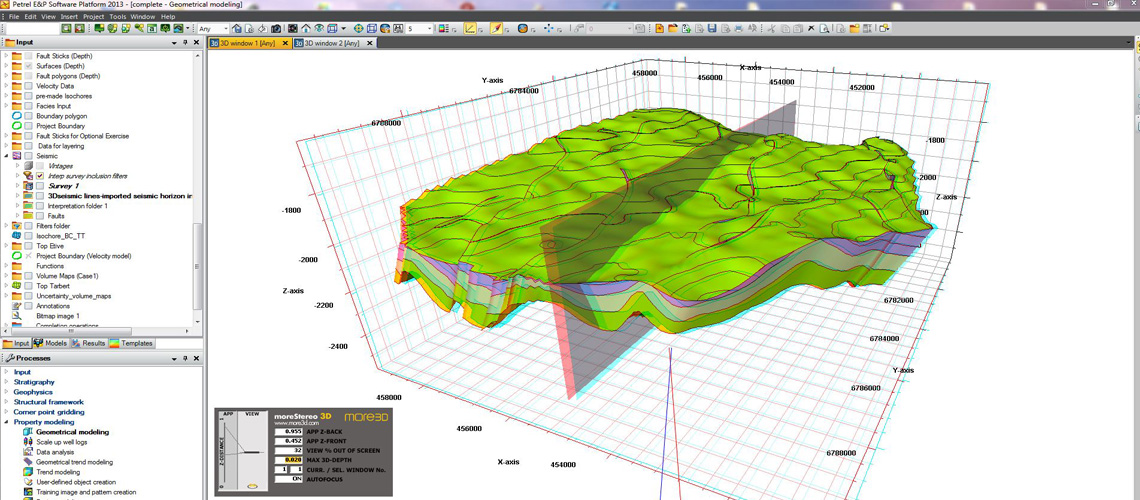 Petrel E&P Software Platform 2013 - [complete - Geometrical modeling]
File Edit View Insert Project Tools Window Help
Any
5
Input
3D window 1 [Any]
3D window 2 [Any]
Fault Sticks (Depth)
Surfaces (Depth)
Fault polygons (Depth)
Velocity Data
pre-made Isochores
Facies Input
Boundary polygon
Project Boundary
Fault Sticks for Optional Exercise
Data for layering
Seismic
Vintages
Interp survey inclusion filters
Survey 1
3Dseismic lines-imported seismic horizon in
Interpretation folder 1
Faults
Filters folder
Isochore_BC_TT
Top Etive
Project Boundary (Velocity model)
Functions
Volume Maps (Case1)
Top Tarbert
Uncertainty_volume_maps
Annotations
Bitmap image 1
Completion operations
Input Models Results Templates
Processes
Input
Stratigraphy
Geophysics
Structural framework
Corner point gridding
Property modeling
Geometrical modeling
Scale up well logs
Data analysis
Geometrical trend modeling
Trend modeling
User-defined object creation
Training image and pattern creation
X-axis
458000
456000
454000
452000
Y-axis
6784000
6788000
-1800
-2000
Z-axis
-1800
-2000
Z-axis
-2200
-2400
6782000
6784000
Y-axis
6786000
6788000
458000
456000
X-axis
454000
APP VIEW
Z-DISTANCE
1
0
moreStereo 3D
www.more3d.com
MORE3D
0.955 APP Z-BACK
0.452 APP Z-FRONT
32 VIEW % OUT OF SCREEN
0.020 MAX 3D-DEPTH
1 1 CURR. / SEL. WINDOW No.
ON AUTOFOCUS